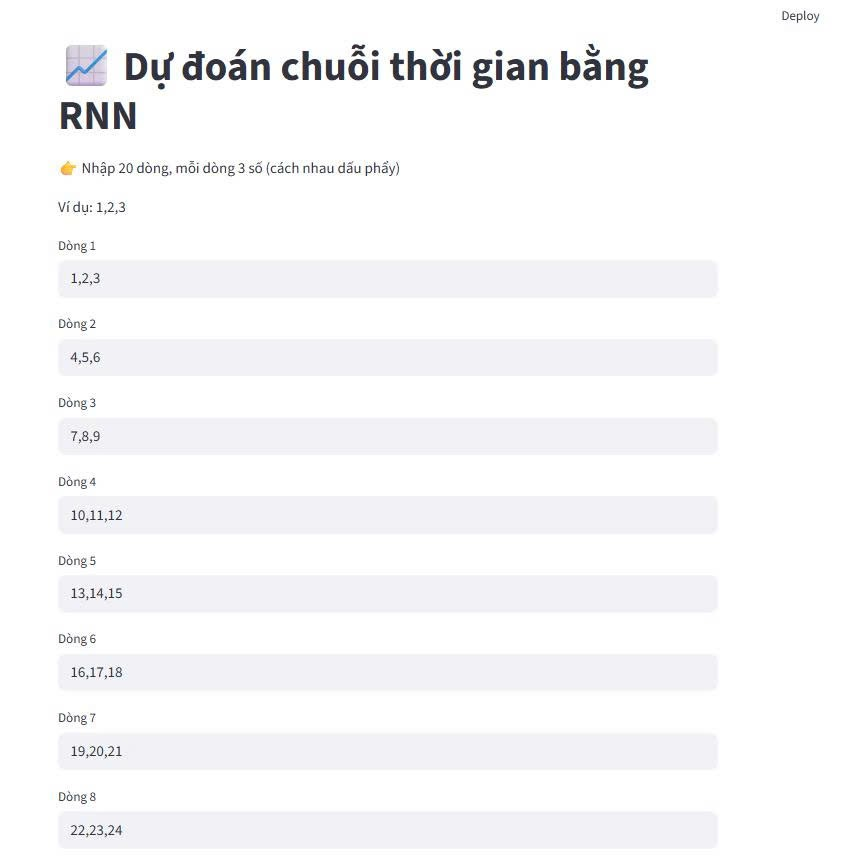 Deploy
📈 Dự đoán chuỗi thời gian bằng
RNN
👉 Nhập 20 dòng, mỗi dòng 3 số (cách nhau dấu phẩy)
Ví dụ: 1,2,3
Dòng 1
1,2,3
Dòng 2
4,5,6
Dòng 3
7,8,9
Dòng 4
10,11,12
Dòng 5
13,14,15
Dòng 6
16,17,18
Dòng 7
19,20,21
Dòng 8
22,23,24